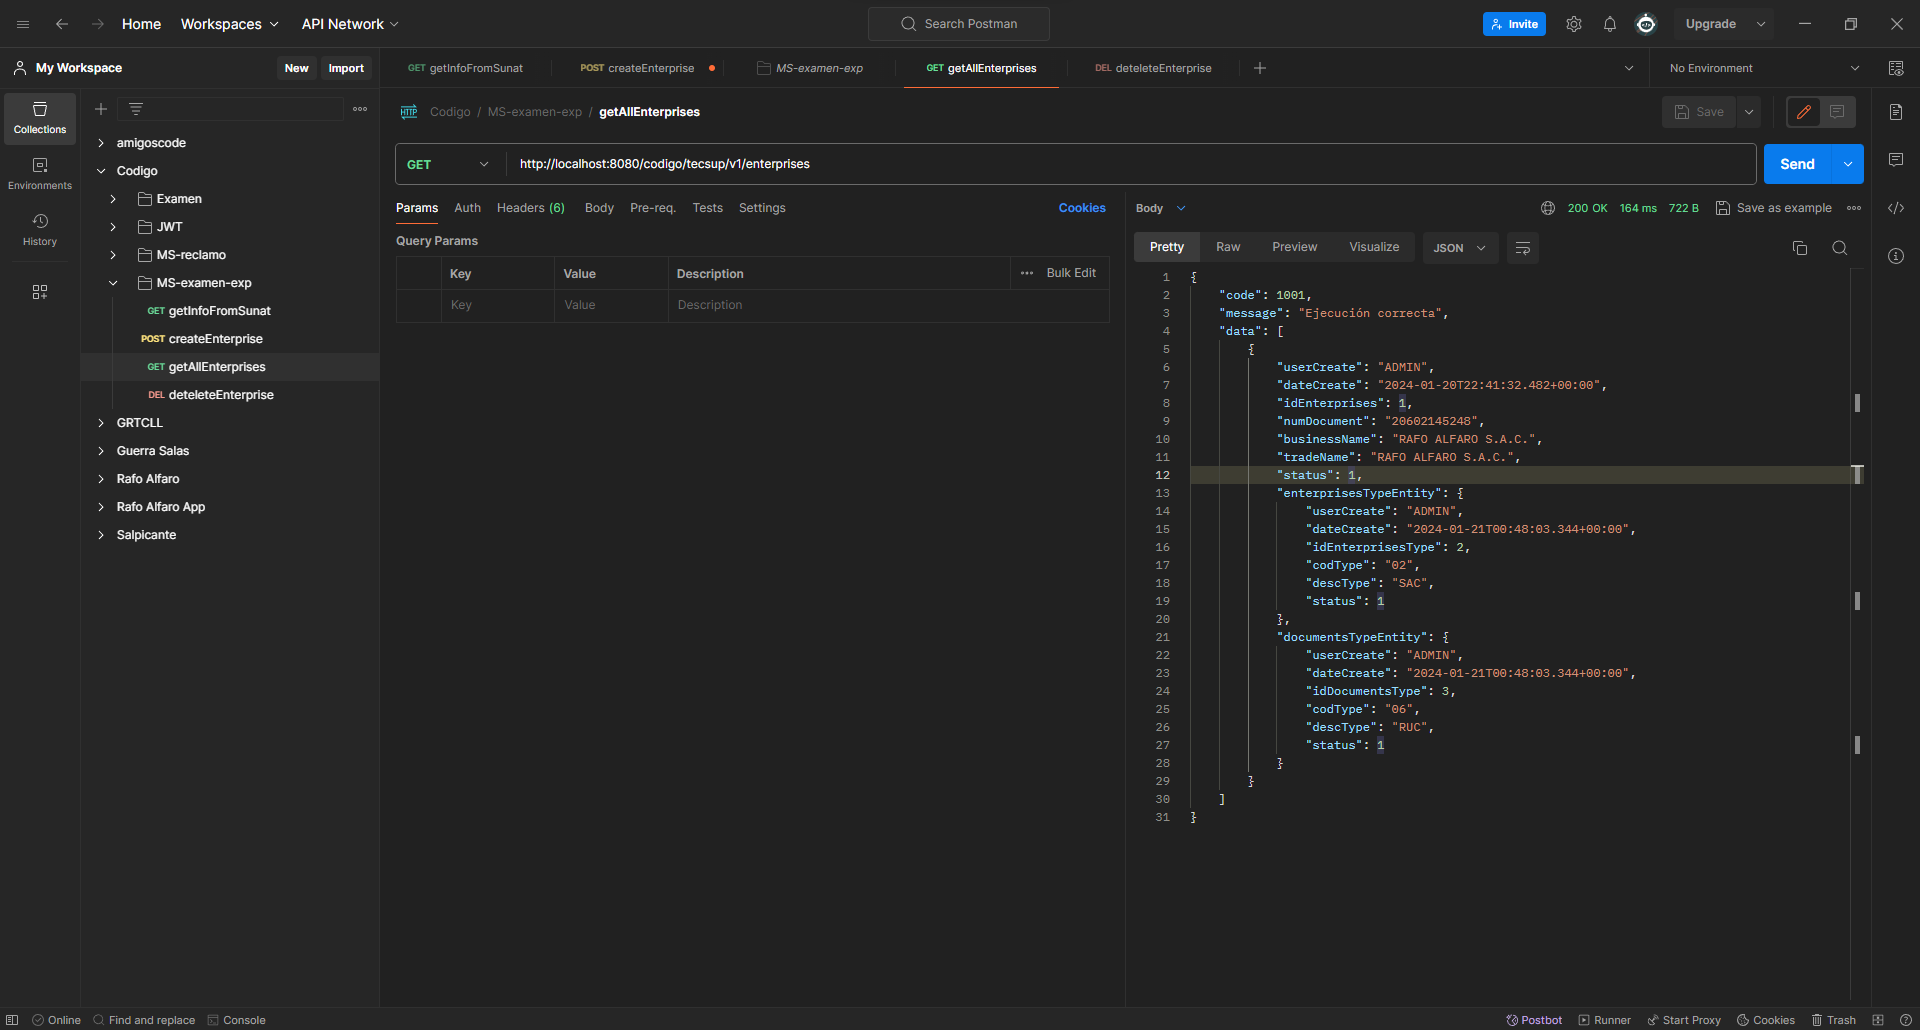 Home
Workspaces
API Network
Search Postman
Invite
Upgrade
My Workspace
New
Import
GET getInfoFromSunat
POST createEnterprise
MS-examen-exp
GET getAllEnterprises
DEL deteleteEnterprise
No Environment
Collections
Environments
History
amigoscode
Codigo
Examen
JWT
MS-reclamo
MS-examen-exp
GET getInfoFromSunat
POST createEnterprise
GET getAllEnterprises
DEL deteleteEnterprise
GRTCLL
Guerra Salas
Rafo Alfaro
Rafo Alfaro App
Salpicante
HTTP Codigo / MS-examen-exp / getAllEnterprises
Save
GET http://localhost:8080/codigo/tecsup/v1/enterprises
Send
Params Auth Headers (6) Body Pre-req. Tests Settings Cookies
Query Params
Key Value Description Bulk Edit
Key Value Description
Body 200 OK 164 ms 722 B Save as example
Pretty Raw Preview Visualize JSON
1 {
2 "code": 1001,
3 "message": "Ejecución correcta",
4 "data": [
5 {
6 "userCreate": "ADMIN",
7 "dateCreate": "2024-01-20T22:41:32.482+00:00",
8 "idEnterprises": 1,
9 "numDocument": "20602145248",
10 "businessName": "RAFO ALFARO S.A.C.",
11 "tradeName": "RAFO ALFARO S.A.C.",
12 "status": 1,
13 "enterprisesTypeEntity": {
14 "userCreate": "ADMIN",
15 "dateCreate": "2024-01-21T00:48:03.344+00:00",
16 "idEnterprisesType": 2,
17 "codType": "02",
18 "descType": "SAC",
19 "status": 1
20 },
21 "documentsTypeEntity": {
22 "userCreate": "ADMIN",
23 "dateCreate": "2024-01-21T00:48:03.344+00:00",
24 "idDocumentsType": 3,
25 "codType": "06",
26 "descType": "RUC",
27 "status": 1
28 }
29 }
30 ]
31 }
Online Find and replace Console
Postbot Runner Start Proxy Cookies Trash